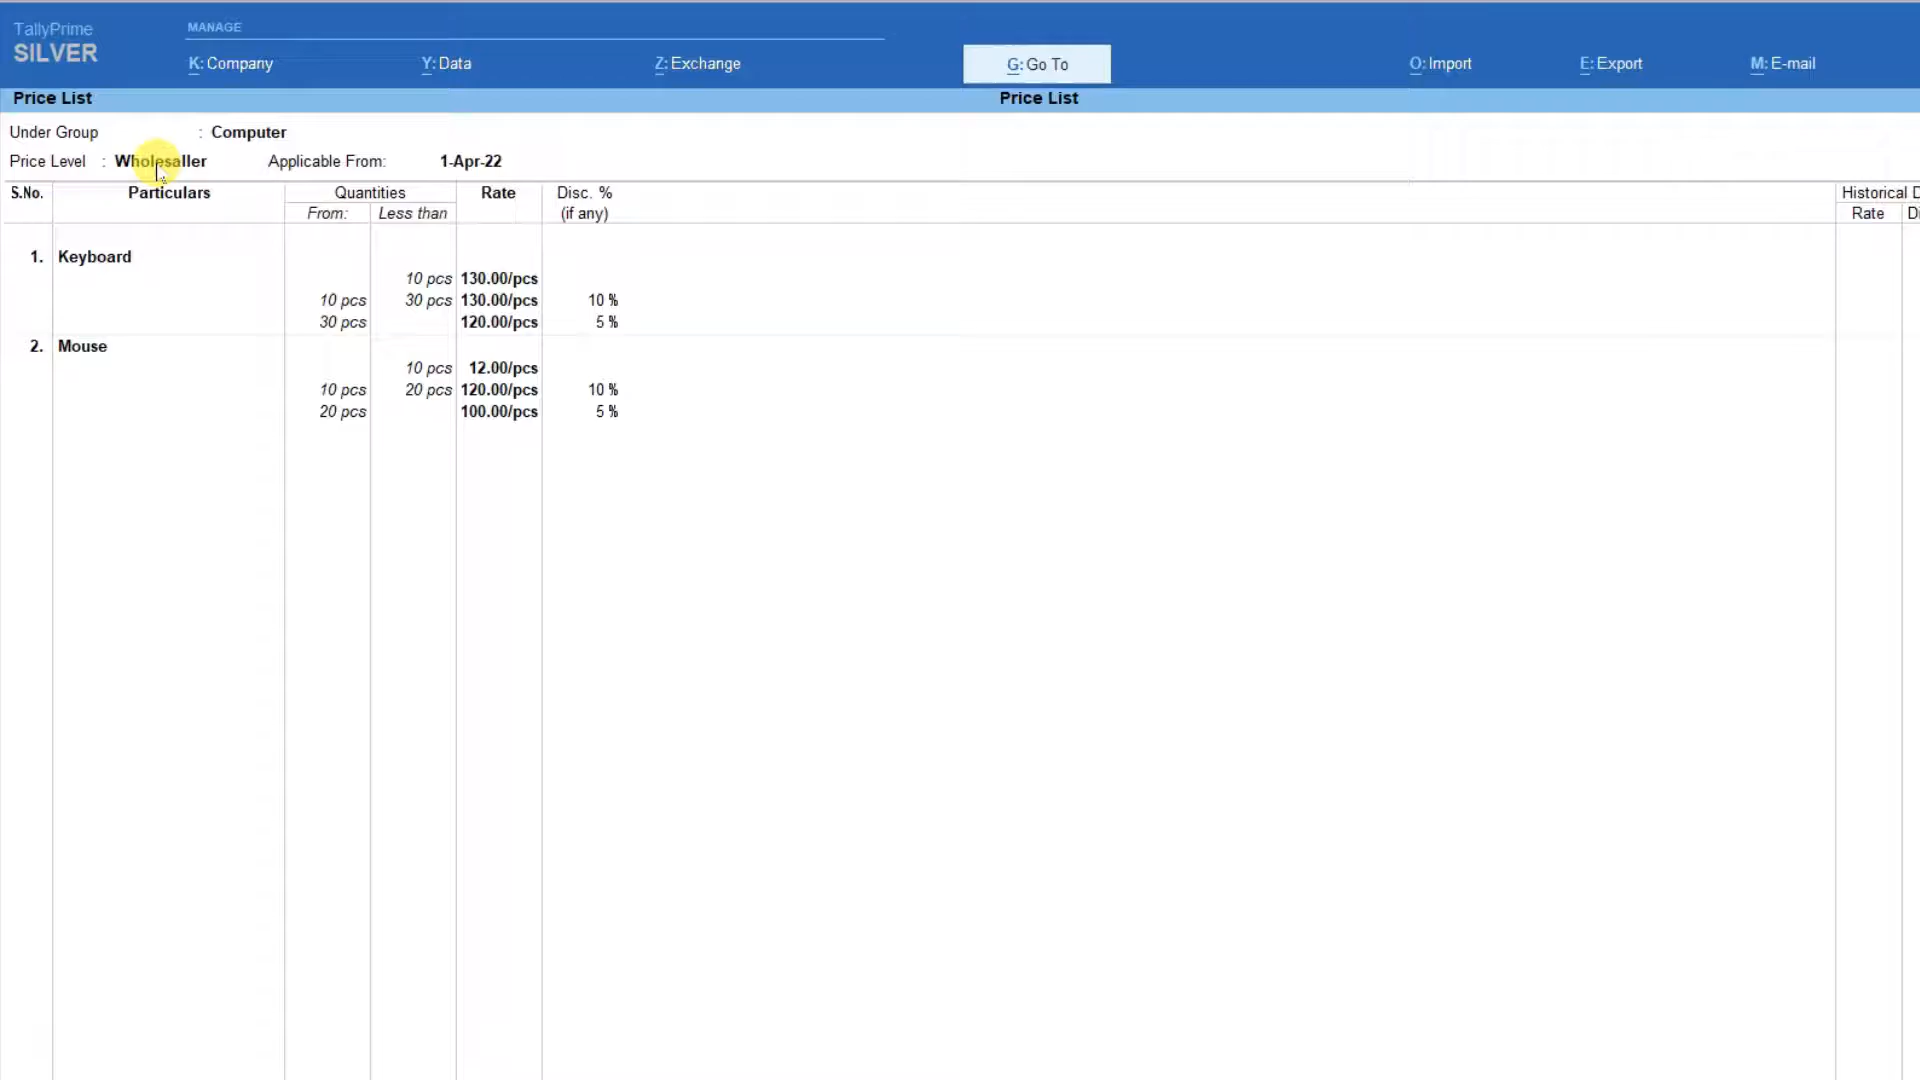 TallyPrime
SILVER
MANAGE
K: Company Y: Data Z: Exchange G: Go To O: Import E: Export M: E-mail
Price List Price List
Under Group : Computer
Price Level : Wholesaller Applicable From: 1-Apr-22
S.No. Particulars Quantities Rate Disc. % Historical D
From: Less than (if any) Rate Di
1. Keyboard
10 pcs 130.00/pcs
10 pcs 30 pcs 130.00/pcs 10 %
30 pcs 120.00/pcs 5 %
2. Mouse
10 pcs 12.00/pcs
10 pcs 20 pcs 120.00/pcs 10 %
20 pcs 100.00/pcs 5 %